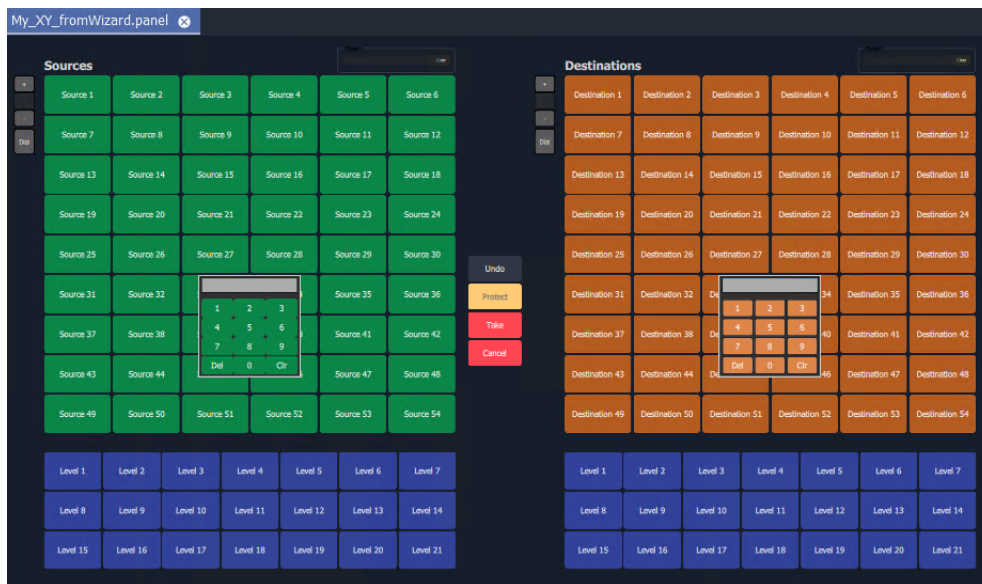 My_XY_fromWizard.panel
Sources
Filter
Clear
Destinations
Filter
Clear
+
Source 1 Source 2 Source 3 Source 4 Source 5 Source 6
-
Dial
Source 7 Source 8 Source 9 Source 10 Source 11 Source 12
Source 13 Source 14 Source 15 Source 16 Source 17 Source 18
Source 19 Source 20 Source 21 Source 22 Source 23 Source 24
Source 25 Source 26 Source 27 Source 28 Source 29 Source 30
Source 31 Source 32 Source 35 Source 36
Source 37 Source 38 Source 41 Source 42
Source 43 Source 44 Source 47 Source 48
Source 49 Source 50 Source 51 Source 52 Source 53 Source 54
1 2 3
4 5 6
7 8 9
Del 0 Clr
Level 1 Level 2 Level 3 Level 4 Level 5 Level 6 Level 7
Level 8 Level 9 Level 10 Level 11 Level 12 Level 13 Level 14
Level 15 Level 16 Level 17 Level 18 Level 19 Level 20 Level 21
Undo
Protect
Take
Cancel
+
Destination 1 Destination 2 Destination 3 Destination 4 Destination 5 Destination 6
-
Dial
Destination 7 Destination 8 Destination 9 Destination 10 Destination 11 Destination 12
Destination 13 Destination 14 Destination 15 Destination 16 Destination 17 Destination 18
Destination 19 Destination 20 Destination 21 Destination 22 Destination 23 Destination 24
Destination 25 Destination 26 Destination 27 Destination 28 Destination 29 Destination 30
Destination 31 Destination 32 De 34 Destination 35 Destination 36
Destination 37 Destination 38 De 40 Destination 41 Destination 42
Destination 43 Destination 44 De 46 Destination 47 Destination 48
Destination 49 Destination 50 Destination 51 Destination 52 Destination 53 Destination 54
1 2 3
4 5 6
7 8 9
Del 0 Clr
Level 1 Level 2 Level 3 Level 4 Level 5 Level 6 Level 7
Level 8 Level 9 Level 10 Level 11 Level 12 Level 13 Level 14
Level 15 Level 16 Level 17 Level 18 Level 19 Level 20 Level 21